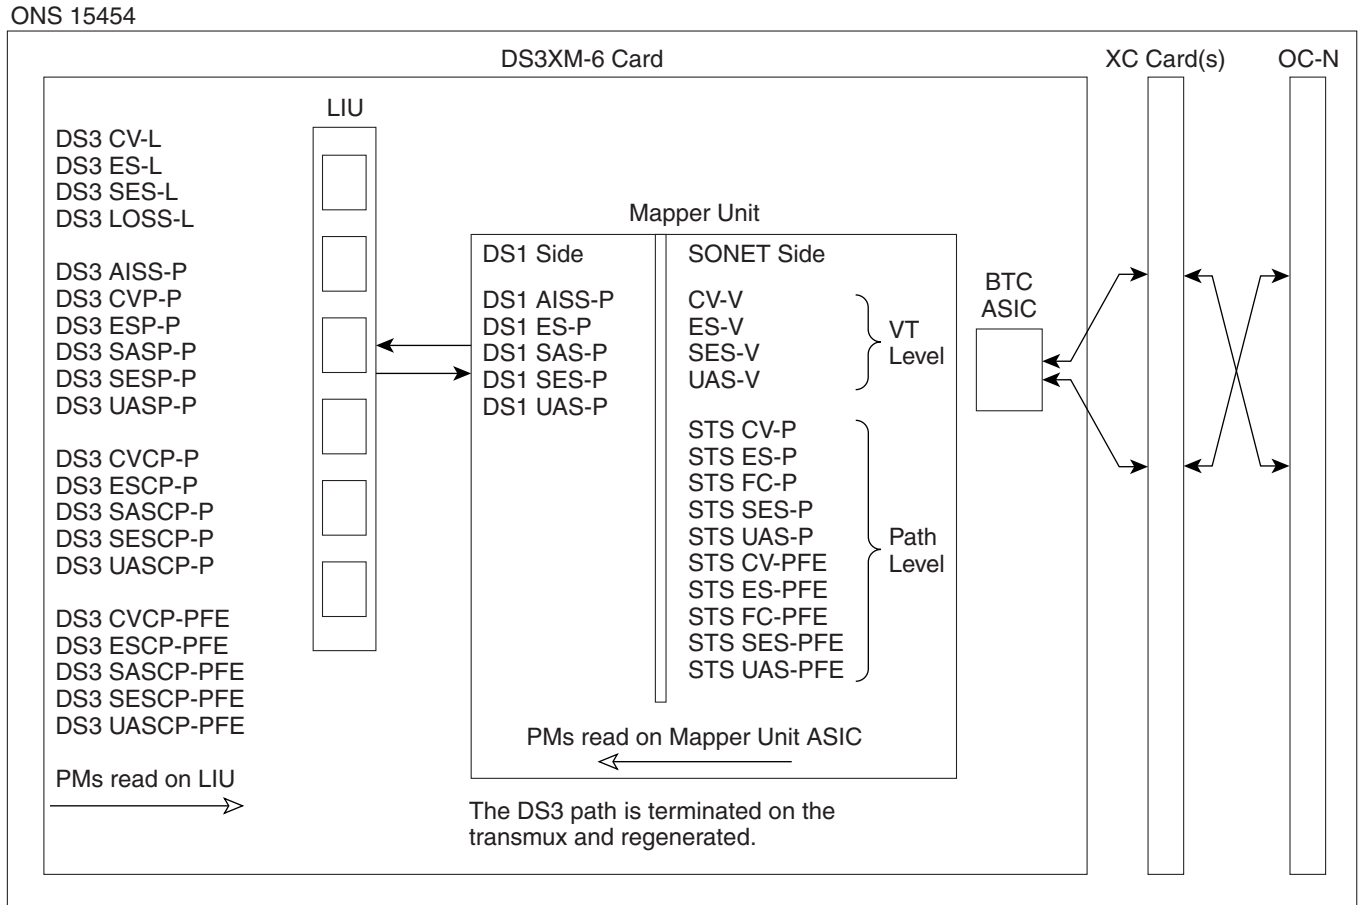 ONS 15454
DS3XM-6 Card
XC Card(s)
OC-N
LIU
DS3 CV-L
DS3 ES-L
DS3 SES-L
DS3 LOSS-L
DS3 AISS-P
DS3 CVP-P
DS3 ESP-P
DS3 SASP-P
DS3 SESP-P
DS3 UASP-P
DS3 CVCP-P
DS3 ESCP-P
DS3 SASCP-P
DS3 SESCP-P
DS3 UASCP-P
DS3 CVCP-PFE
DS3 ESCP-PFE
DS3 SASCP-PFE
DS3 SESCP-PFE
DS3 UASCP-PFE
PMs read on LIU
Mapper Unit
DS1 Side
DS1 AISS-P
DS1 ES-P
DS1 SAS-P
DS1 SES-P
DS1 UAS-P
SONET Side
CV-V
ES-V
SES-V
UAS-V
VT
Level
STS CV-P
STS ES-P
STS FC-P
STS SES-P
STS UAS-P
STS CV-PFE
STS ES-PFE
STS FC-PFE
STS SES-PFE
STS UAS-PFE
Path
Level
PMs read on Mapper Unit ASIC
The DS3 path is terminated on the
transmux and regenerated.
BTC
ASIC